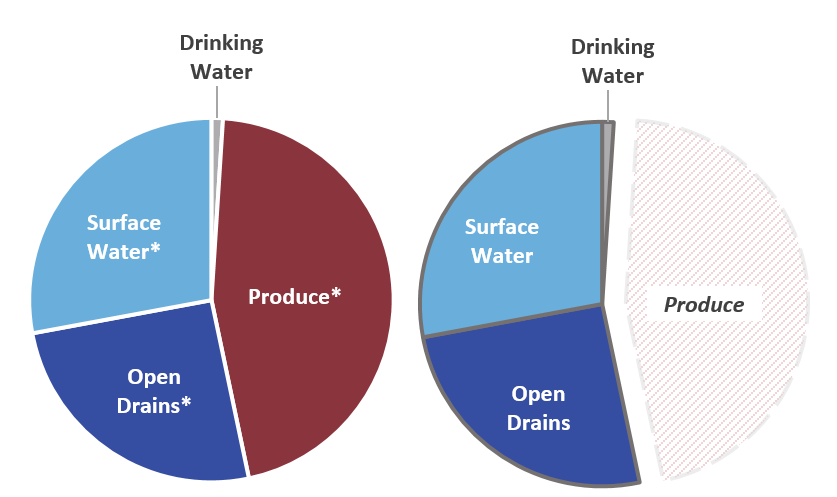 Drinking
Water
Surface
Water*
Produce*
Open
Drains*
Drinking
Water
Surface
Water
Produce
Open
Drains